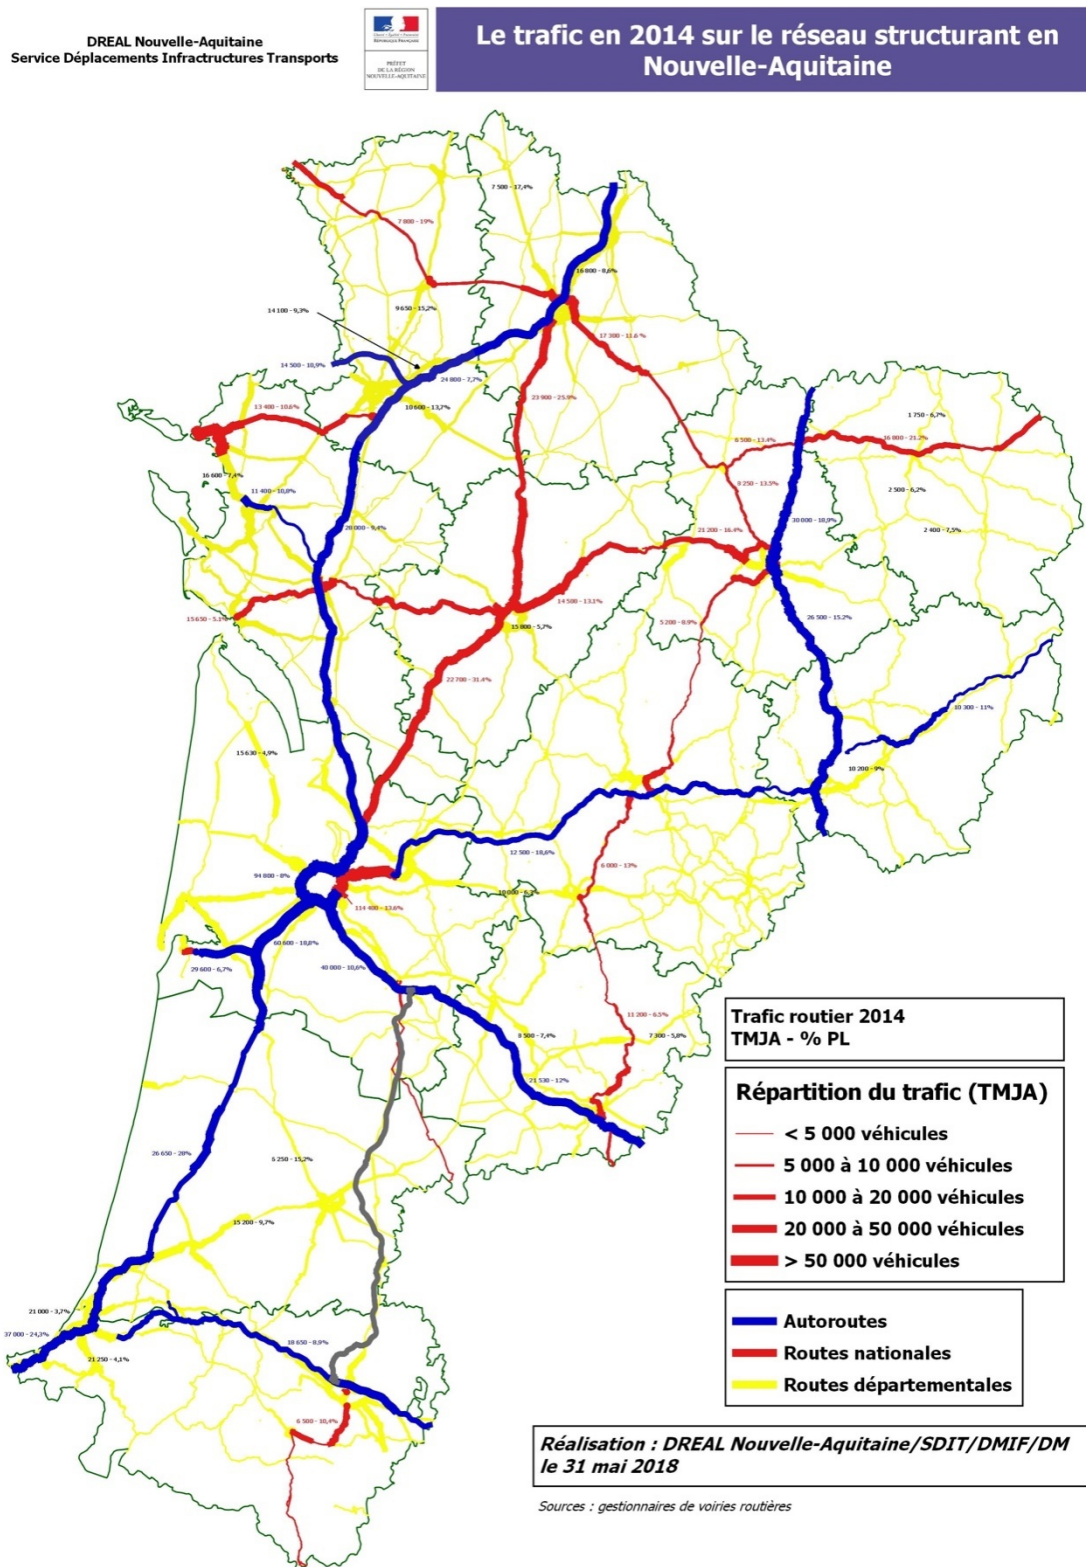 DREAL Nouvelle-Aquitaine
Service Déplacements Infractructures Transports
RÉPUBLIQUE FRANÇAISE
PRÉFET
DE LA RÉGION
NOUVELLE-AQUITAINE
Le trafic en 2014 sur le réseau structurant en
Nouvelle-Aquitaine
7 500 - 17,4%
7 800 - 19%
16 800 - 8,6%
9 650 - 15,2%
14 100 - 9,3%
17 300 - 11,6 %
14 500 - 10,9%
24 800 - 7,7%
23 900 - 25,9%
10 600 - 13,7%
13 400 - 10,6%
1 750 - 6,7%
16 000 - 21,2%
6 500 - 13,4%
16 600 - 7,4%
8 250 - 13,5%
2 500 - 6,2%
11 400 - 10,8%
20 000 - 9,4%
30 000 - 18,9%
21 200 - 16,4%
2 400 - 7,5%
14 500 - 13,1%
15 650 - 5,1%
15 800 - 5,7%
5 200 - 8,9%
26 500 - 15,2%
22 700 - 31,4%
10 300 - 11%
15 630 - 4,9%
10 200 - 9%
12 500 - 18,6%
6 000 - 13%
94 800 - 8%
114 400 - 13,6%
60 600 - 18,8%
40 000 - 10,6%
29 600 - 6,7%
11 200 - 6,5%
8 500 - 7,4%
7 300 - 5,8%
21 530 - 12%
26 650 - 20%
6 250 - 15,2%
15 200 - 9,7%
21 000 - 3,7%
37 000 - 24,3%
21 250 - 4,1%
10 650 - 8,9%
6 500 - 10,4%
Trafic routier 2014
TMJA - % PL
Répartition du trafic (TMJA)
< 5 000 véhicules
5 000 à 10 000 véhicules
10 000 à 20 000 véhicules
20 000 à 50 000 véhicules
> 50 000 véhicules
Autoroutes
Routes nationales
Routes départementales
Réalisation : DREAL Nouvelle-Aquitaine/SDIT/DMIF/DM
le 31 mai 2018
Sources : gestionnaires de voiries routières